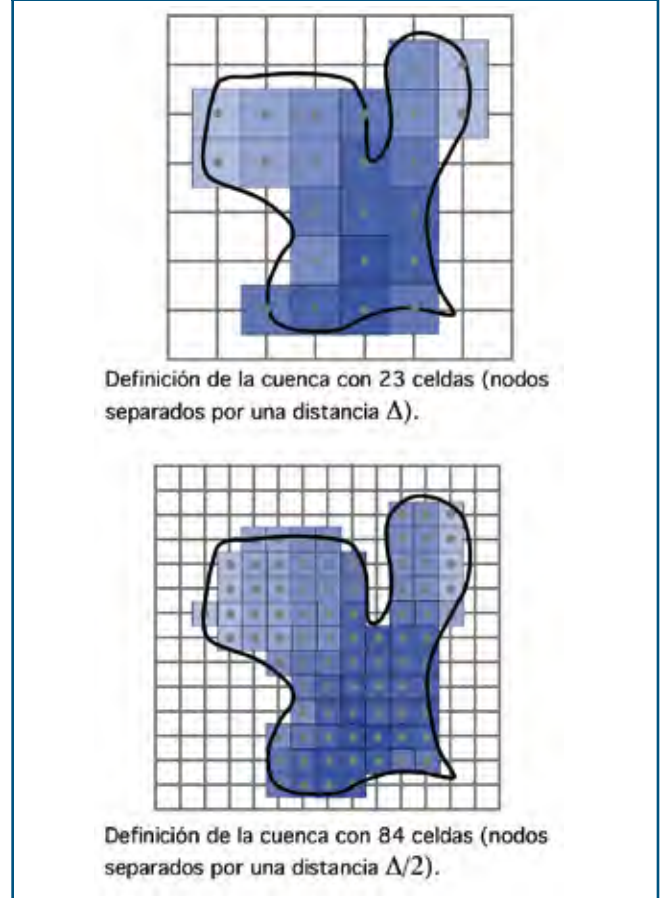 Definición de la cuenca con 23 celdas (nodos
separados por una distancia Δ).
Definición de la cuenca con 84 celdas (nodos
separados por una distancia Δ/2).